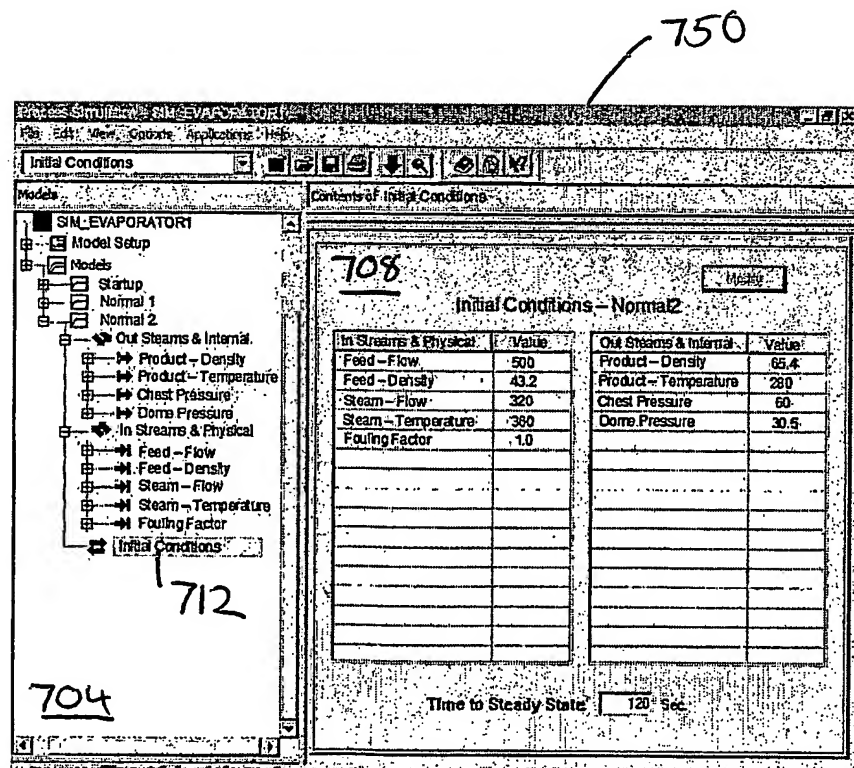 750
Process Simulator - SIM_EVAPORATOR1
File Edit View Options Applications Help
Initial Conditions
Models
Contents of Initial Conditions
SIM_EVAPORATOR1
Model Setup
Models
Startup
Normal 1
Normal 2
Out Steams & Internal
Product – Density
Product – Temperature
Chest Pressure
Dome Pressure
In Streams & Physical
Feed – Flow
Feed – Density
Steam – Flow
Steam – Temperature
Fouling Factor
Initial Conditions
712
704
708
Modify
Initial Conditions – Normal2
In Streams & Physical Value
Feed – Flow 500
Feed – Density 43.2
Steam – Flow 320
Steam – Temperature 360
Fouling Factor 1.0
Out Steams & Internal Value
Product – Density 65.4
Product – Temperature 280
Chest Pressure 60
Dome Pressure 30.5
Time to Steady State 120 Sec